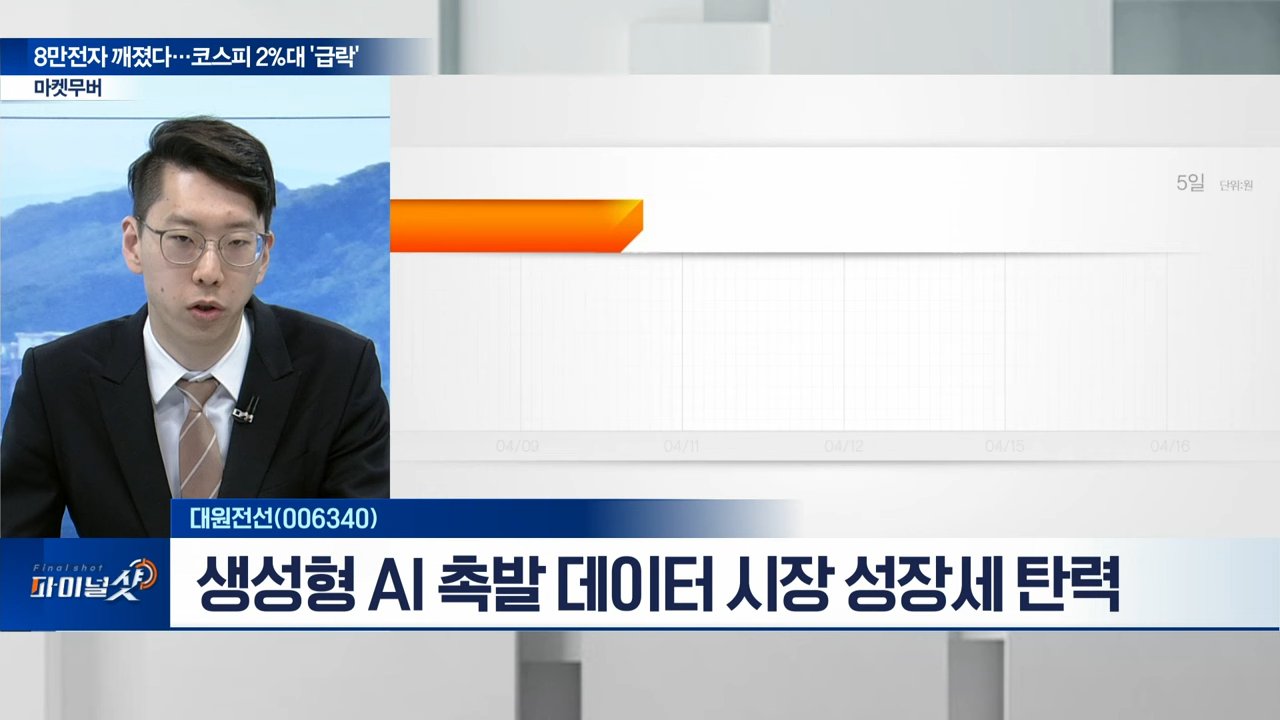 8만전자 깨졌다…코스피 2%대 '급락'
마켓무버
5일 단위:원
04/09 04/11 04/12 04/15 04/16
대원전선(006340)
Final shot
파이널샷
생성형 AI 촉발 데이터 시장 성장세 탄력